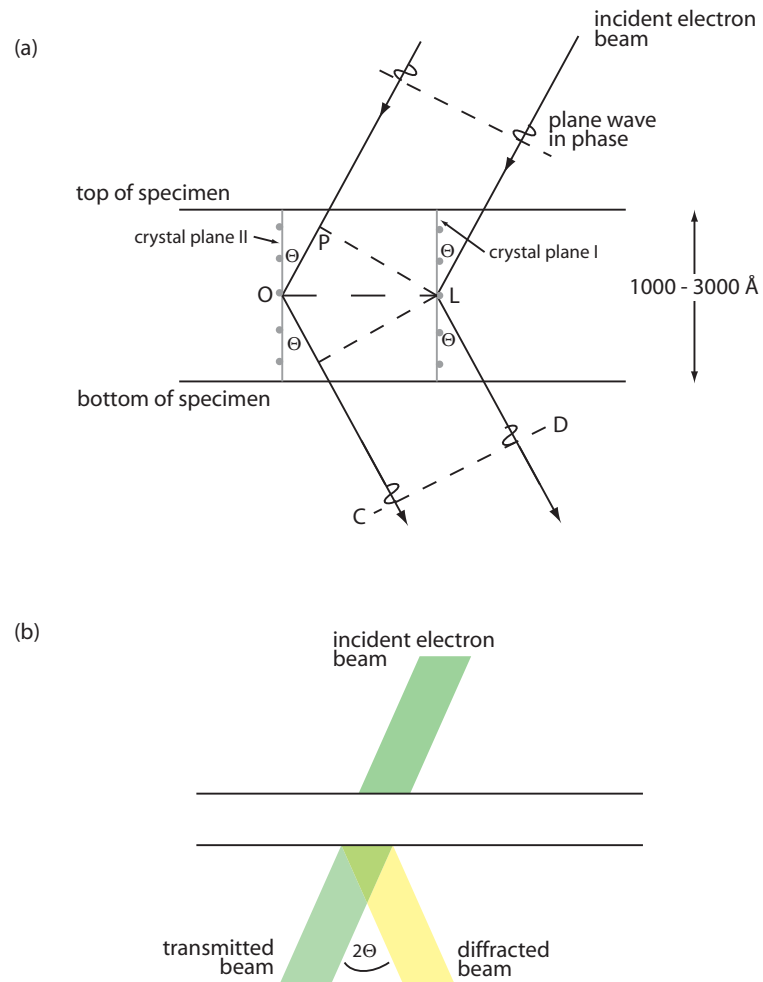 (a)
incident electron
beam
plane wave
in phase
top of specimen
crystal plane II
Θ
P
Θ
crystal plane I
O
L
1000 - 3000 Å
Θ
Θ
bottom of specimen
D
C
(b)
incident electron
beam
transmitted
beam
2Θ
diffracted
beam